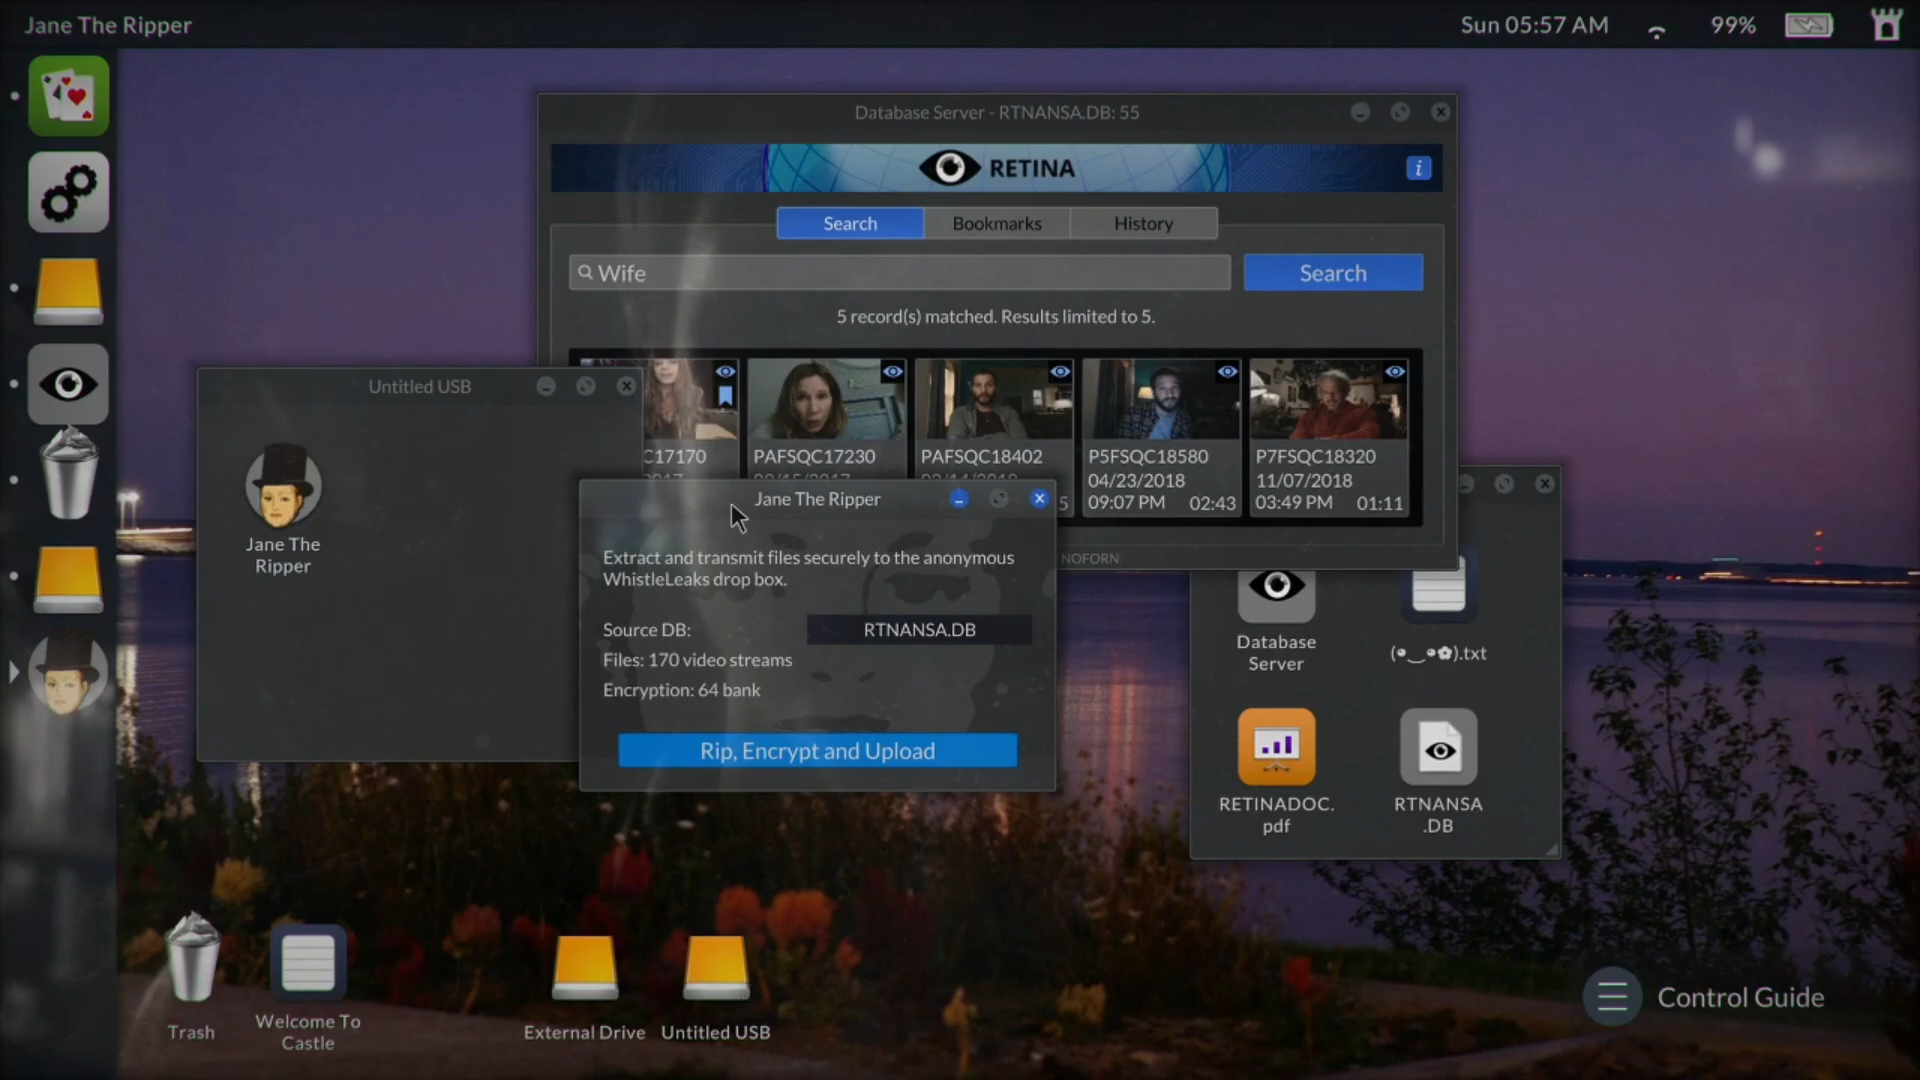 Jane The Ripper
Sun 05:57 AM
99%
Database Server - RTNANSA.DB: 55
RETINA
i
Search
Bookmarks
History
Wife
Search
5 record(s) matched. Results limited to 5.
C17170
2017
PAFSQC17230
PAFSQC18402
P5FSQC18580
04/23/2018
09:07 PM 02:43
P7FSQC18320
11/07/2018
03:49 PM 01:11
5
NOFORN
Untitled USB
Jane The
Ripper
Jane The Ripper
Extract and transmit files securely to the anonymous
WhistleLeaks drop box.
Source DB: RTNANSA.DB
Files: 170 video streams
Encryption: 64 bank
Rip, Encrypt and Upload
Database
Server
(•‿•✿).txt
RETINADOC.
pdf
RTNANSA
.DB
Trash
Welcome To
Castle
External Drive
Untitled USB
Control Guide